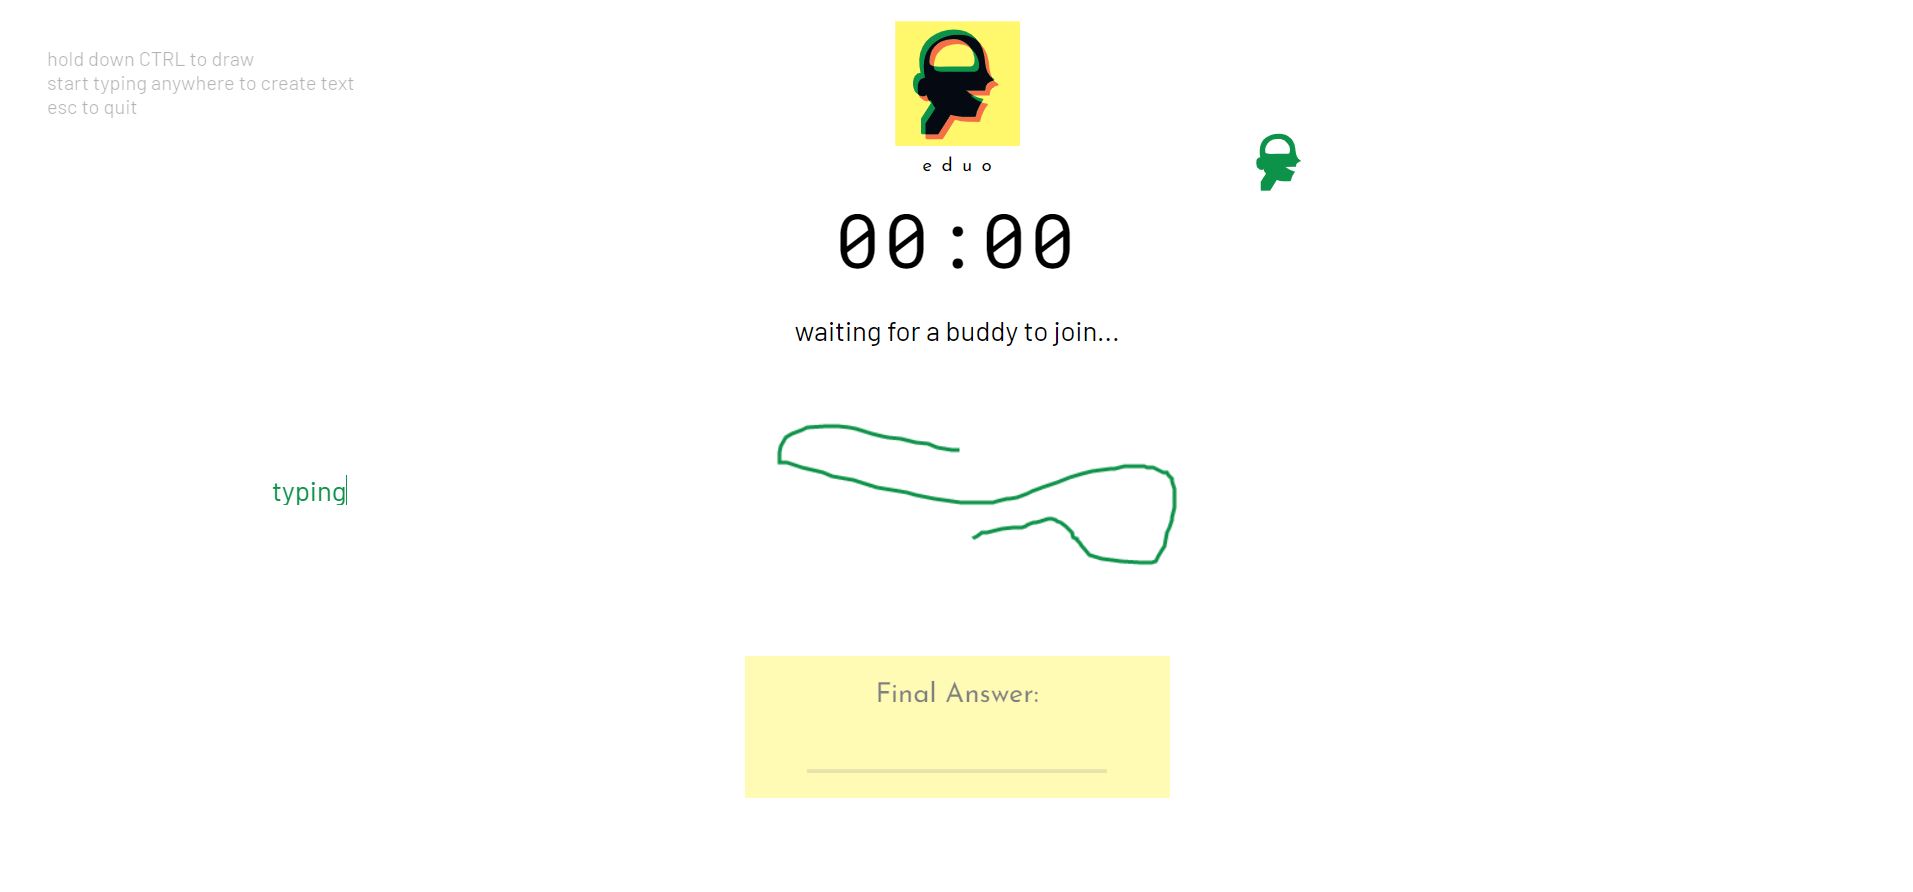 hold down CTRL to draw
start typing anywhere to create text
esc to quit
eduo
00:00
waiting for a buddy to join...
typing
Final Answer: